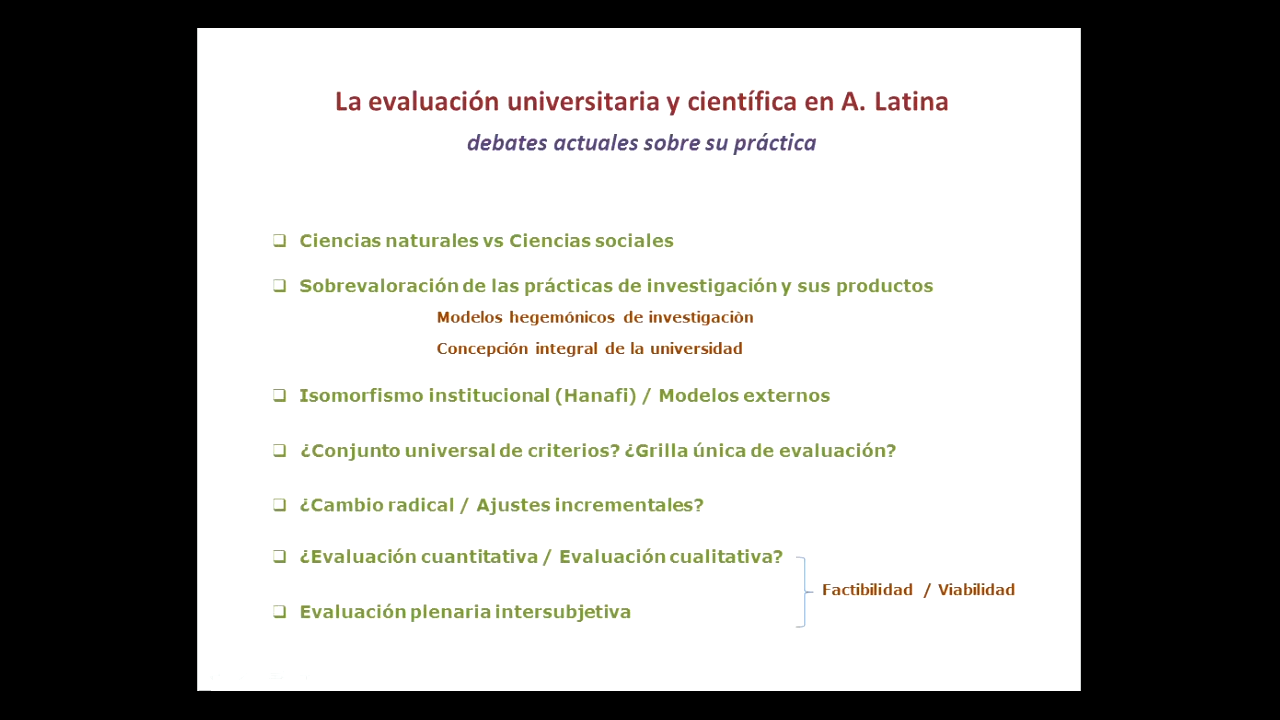 La evaluación universitaria y científica en A. Latina
debates actuales sobre su práctica
Ciencias naturales vs Ciencias sociales
Sobrevaloración de las prácticas de investigación y sus productos
Modelos hegemónicos de investigaciòn
Concepción integral de la universidad
Isomorfismo institucional (Hanafi) / Modelos externos
¿Conjunto universal de criterios? ¿Grilla única de evaluación?
¿Cambio radical / Ajustes incrementales?
¿Evaluación cuantitativa / Evaluación cualitativa?
Factibilidad / Viabilidad
Evaluación plenaria intersubjetiva